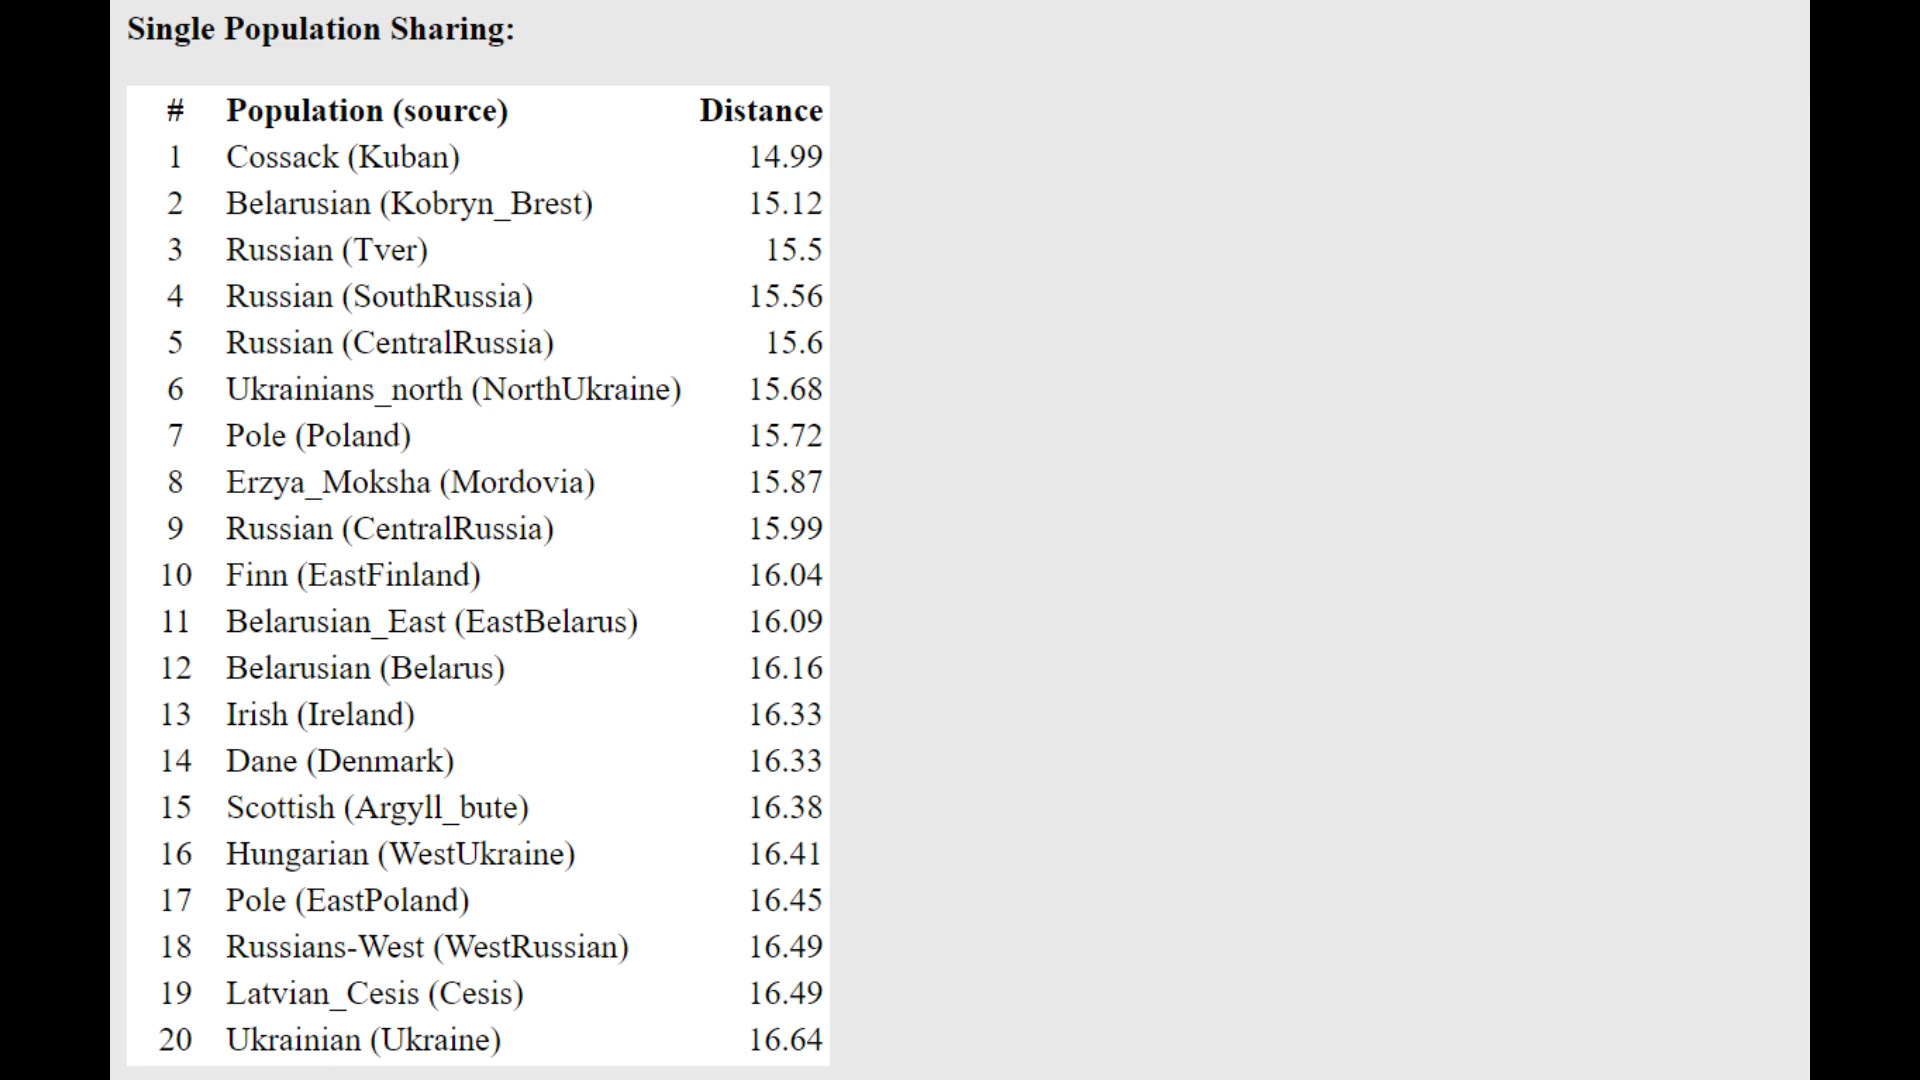 Single Population Sharing:
# Population (source) Distance
1 Cossack (Kuban) 14.99
2 Belarusian (Kobryn_Brest) 15.12
3 Russian (Tver) 15.5
4 Russian (SouthRussia) 15.56
5 Russian (CentralRussia) 15.6
6 Ukrainians_north (NorthUkraine) 15.68
7 Pole (Poland) 15.72
8 Erzya_Moksha (Mordovia) 15.87
9 Russian (CentralRussia) 15.99
10 Finn (EastFinland) 16.04
11 Belarusian_East (EastBelarus) 16.09
12 Belarusian (Belarus) 16.16
13 Irish (Ireland) 16.33
14 Dane (Denmark) 16.33
15 Scottish (Argyll_bute) 16.38
16 Hungarian (WestUkraine) 16.41
17 Pole (EastPoland) 16.45
18 Russians-West (WestRussian) 16.49
19 Latvian_Cesis (Cesis) 16.49
20 Ukrainian (Ukraine) 16.64